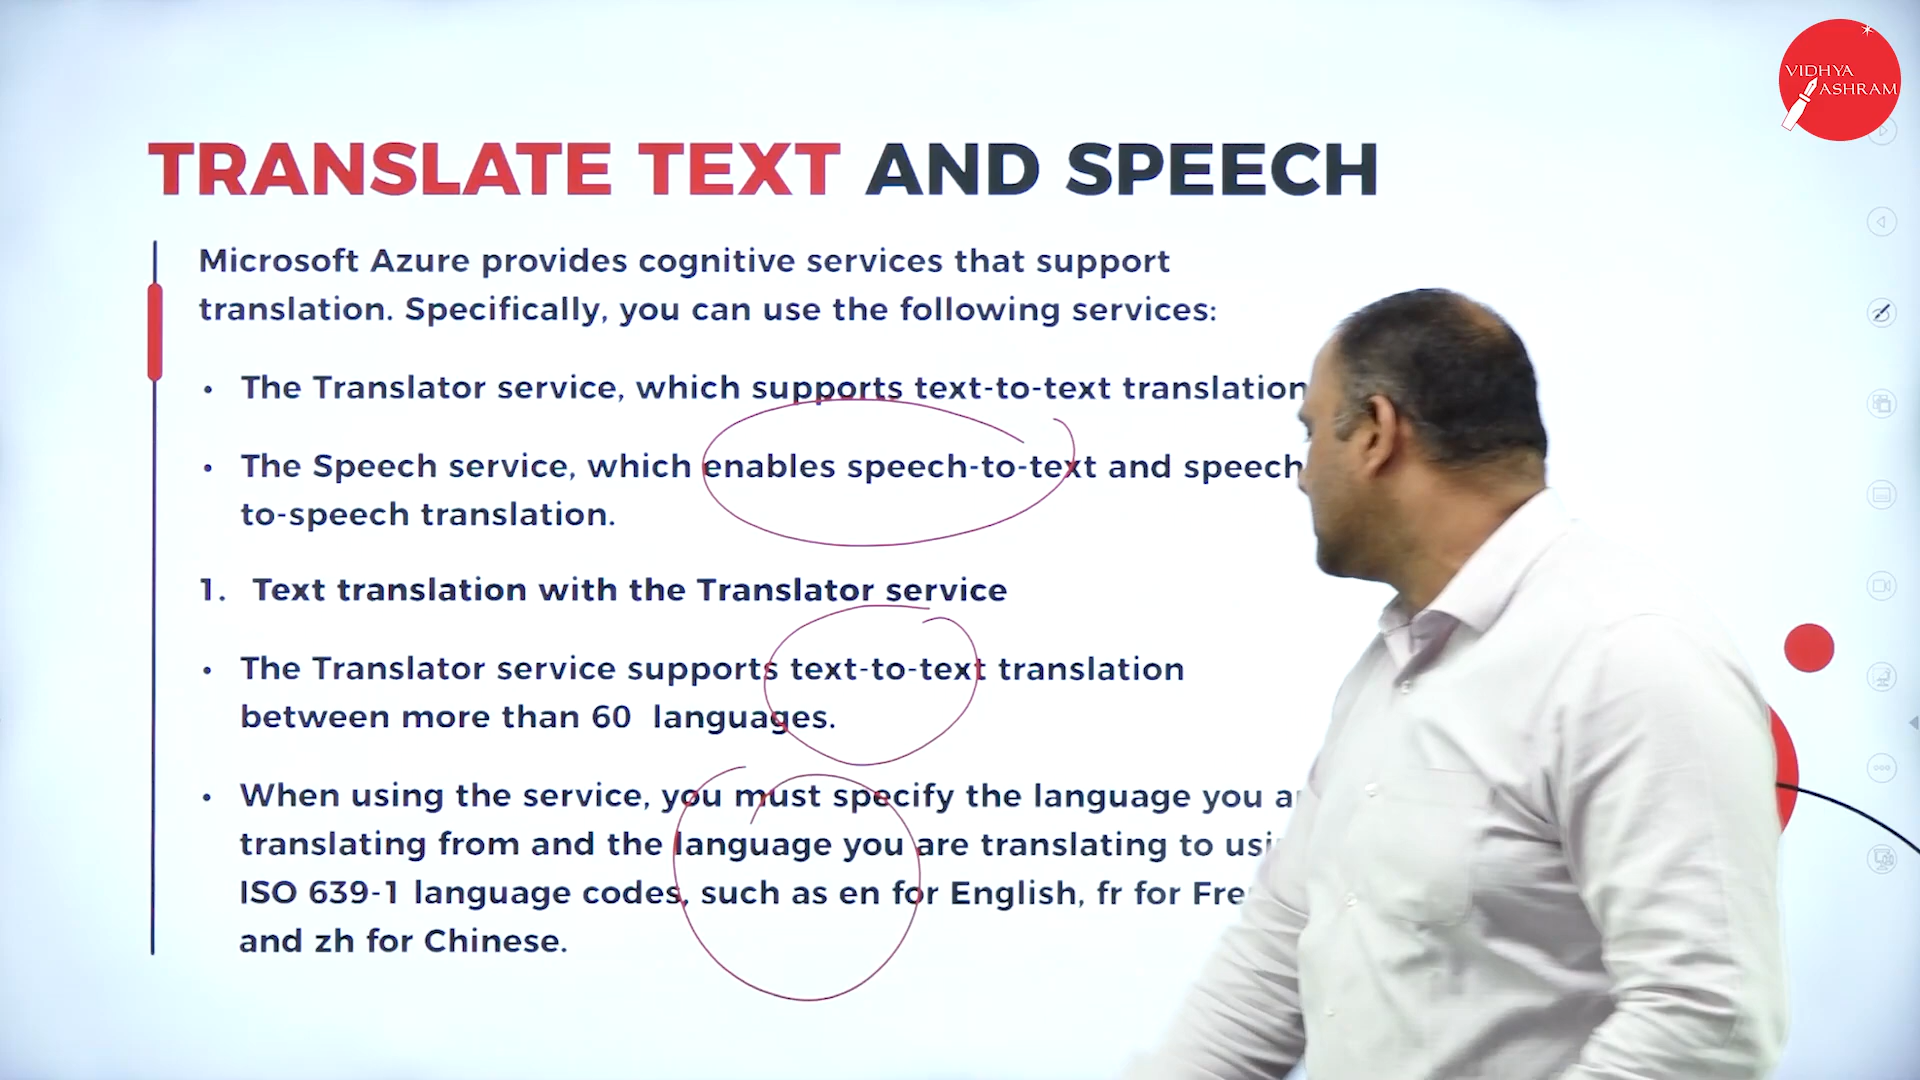 VIDHYA
ASHRAM
TRANSLATE TEXT AND SPEECH
Microsoft Azure provides cognitive services that support
translation. Specifically, you can use the following services:
• The Translator service, which supports text-to-text translation
• The Speech service, which enables speech-to-text and speech
to-speech translation.
1. Text translation with the Translator service
• The Translator service supports text-to-text translation
between more than 60 languages.
• When using the service, you must specify the language you
translating from and the language you are translating to
ISO 639-1 language codes, such as en for English, fr for
and zh for Chinese.